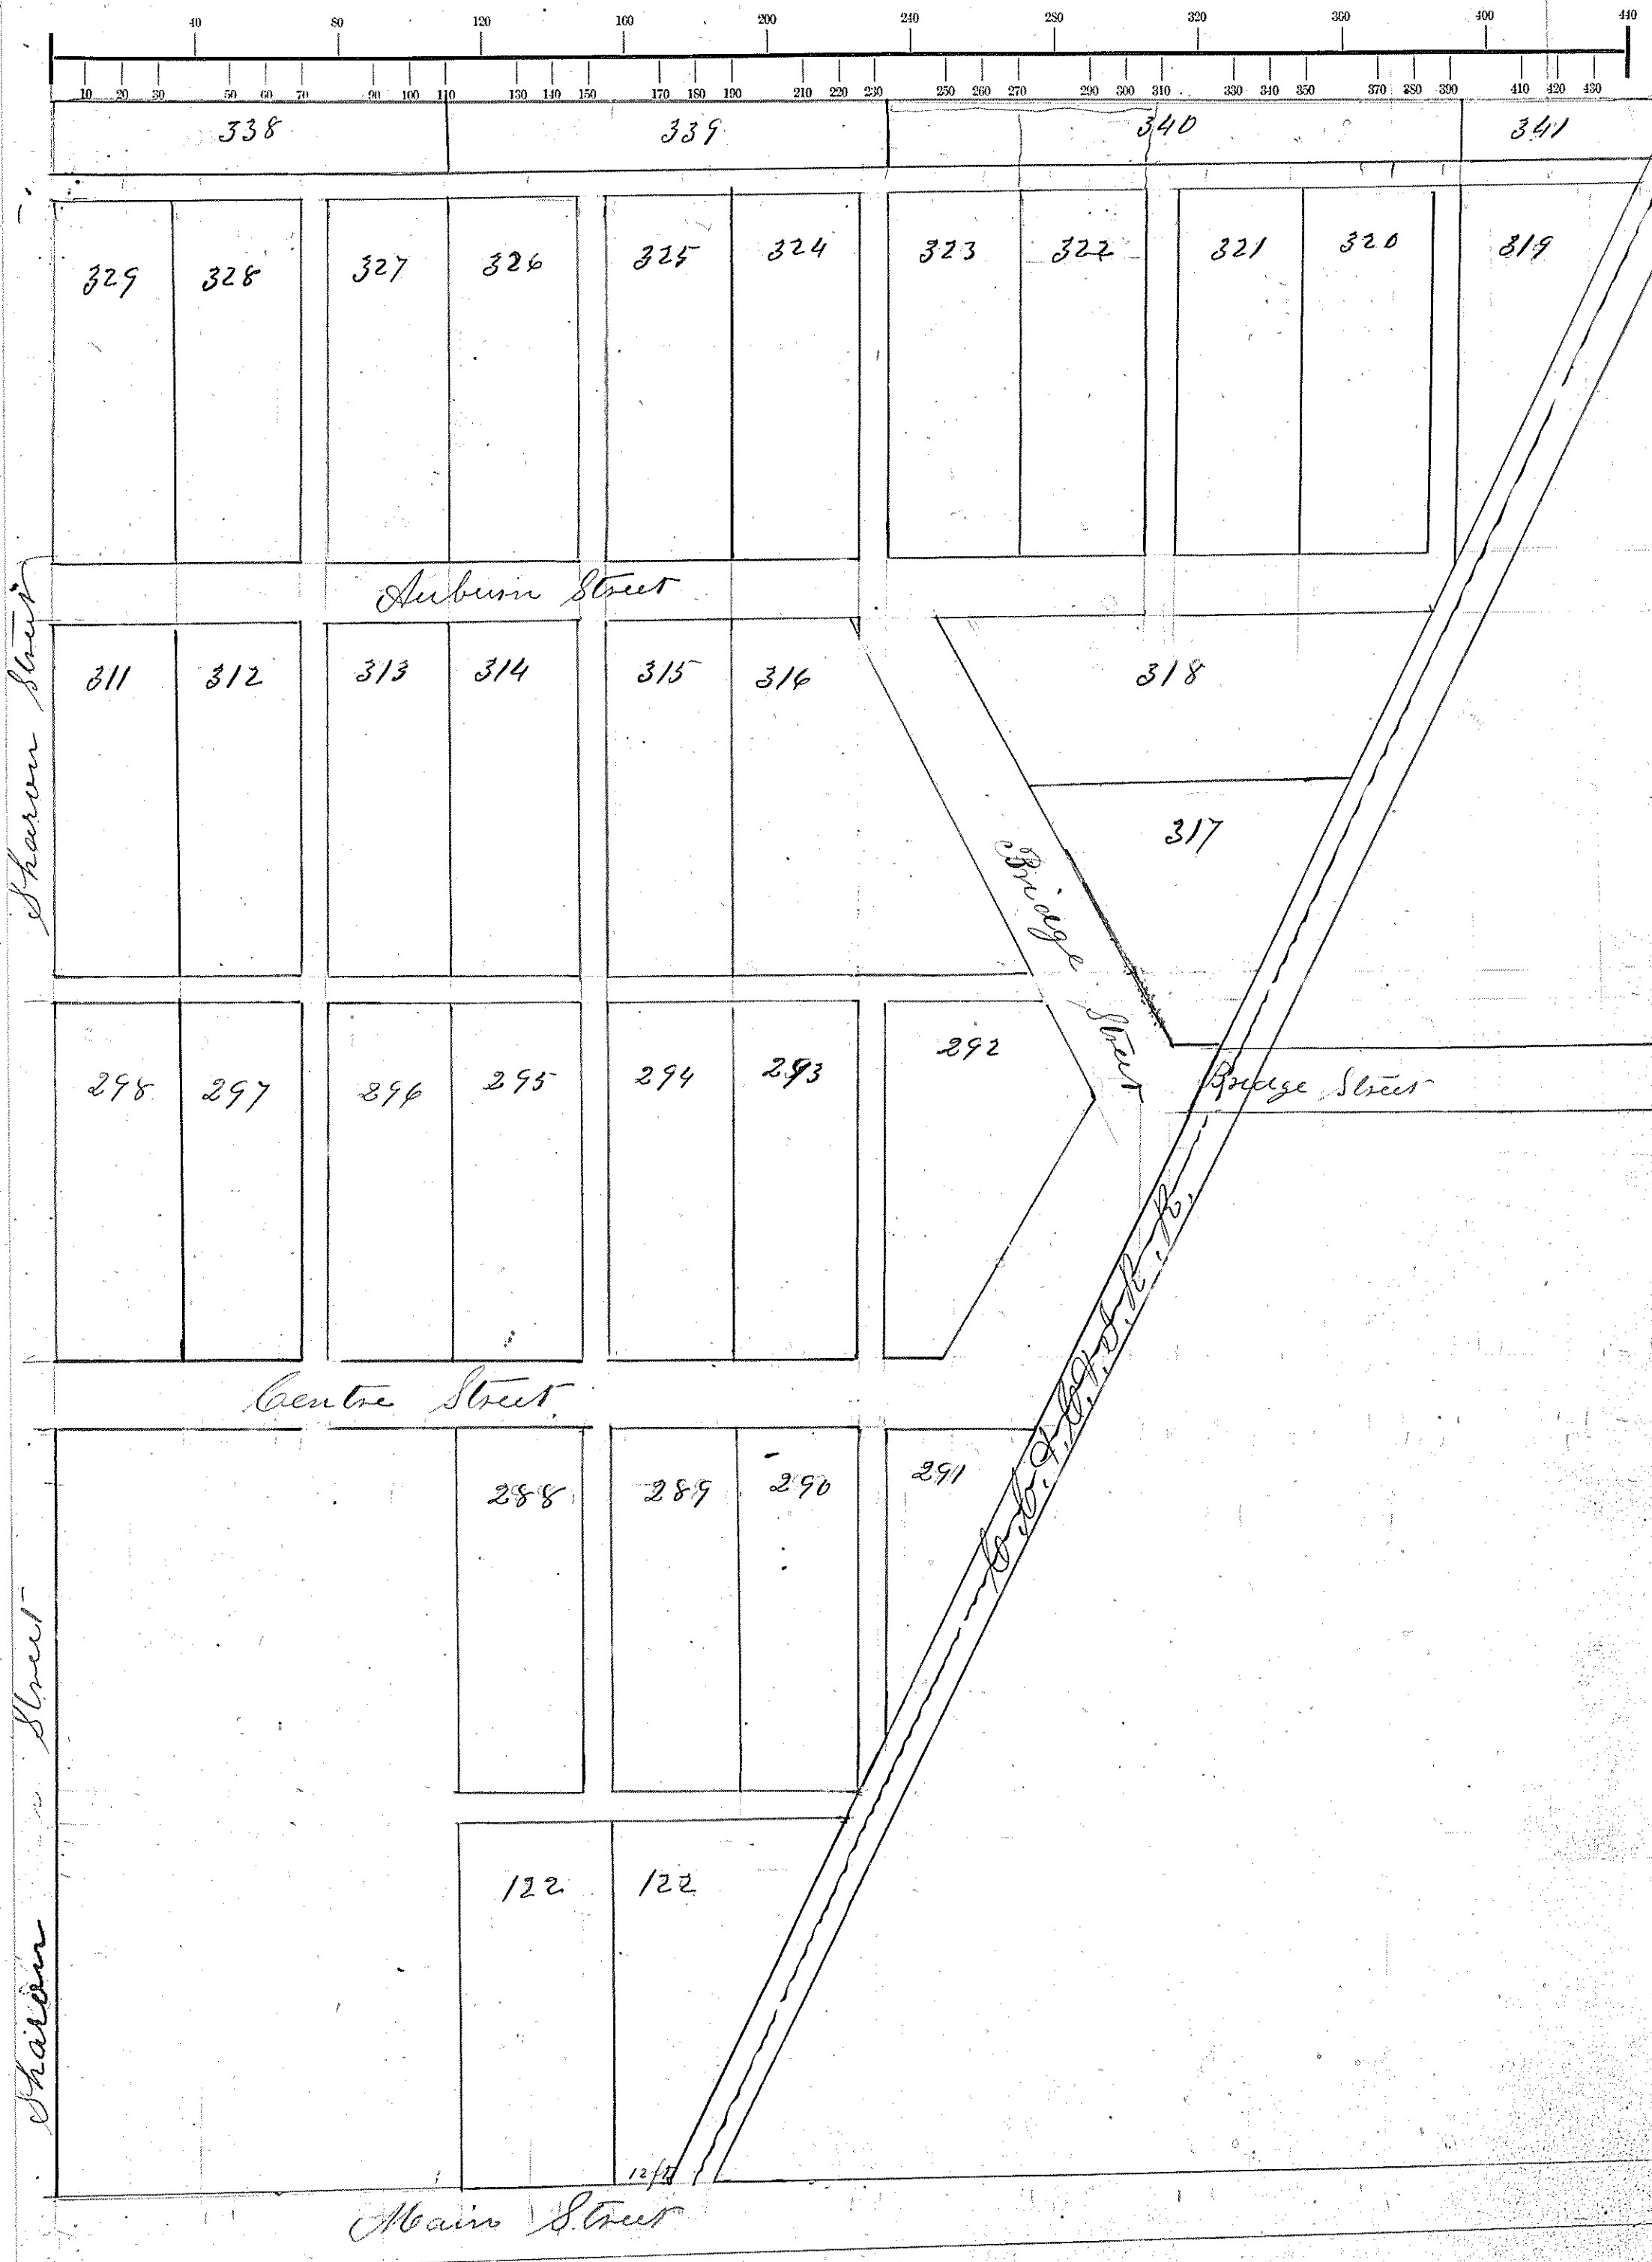 40 80 120 160 200 240 280 320 360 400 440
10 20 30 50 60 70 90 100 110 130 140 150 170 180 190 210 220 230 250 260 270 290 300 310 330 340 350 370 380 390 410 420 430
338 339 340 341
329 328 327 326 325 324 323 322 321 320 319
Auburn Street
Sharon Street
311 312 313 314 315 316 318
317
Bridge Street
298 297 296 295 294 293 292
Bridge Street
C. C. C. & I. R. R.
Centre Street
288 289 290 291
Sharon Street
122 122
Main Street